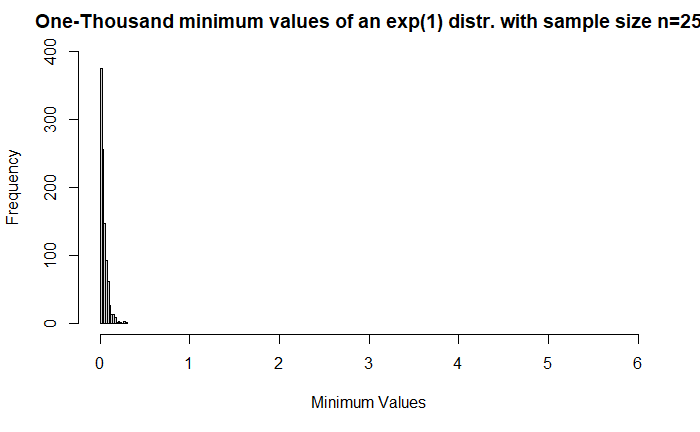 One-Thousand minimum values of an exp(1) distr. with sample size n=25
400
300
200
100
0
Frequency
0 1 2 3 4 5 6
Minimum Values